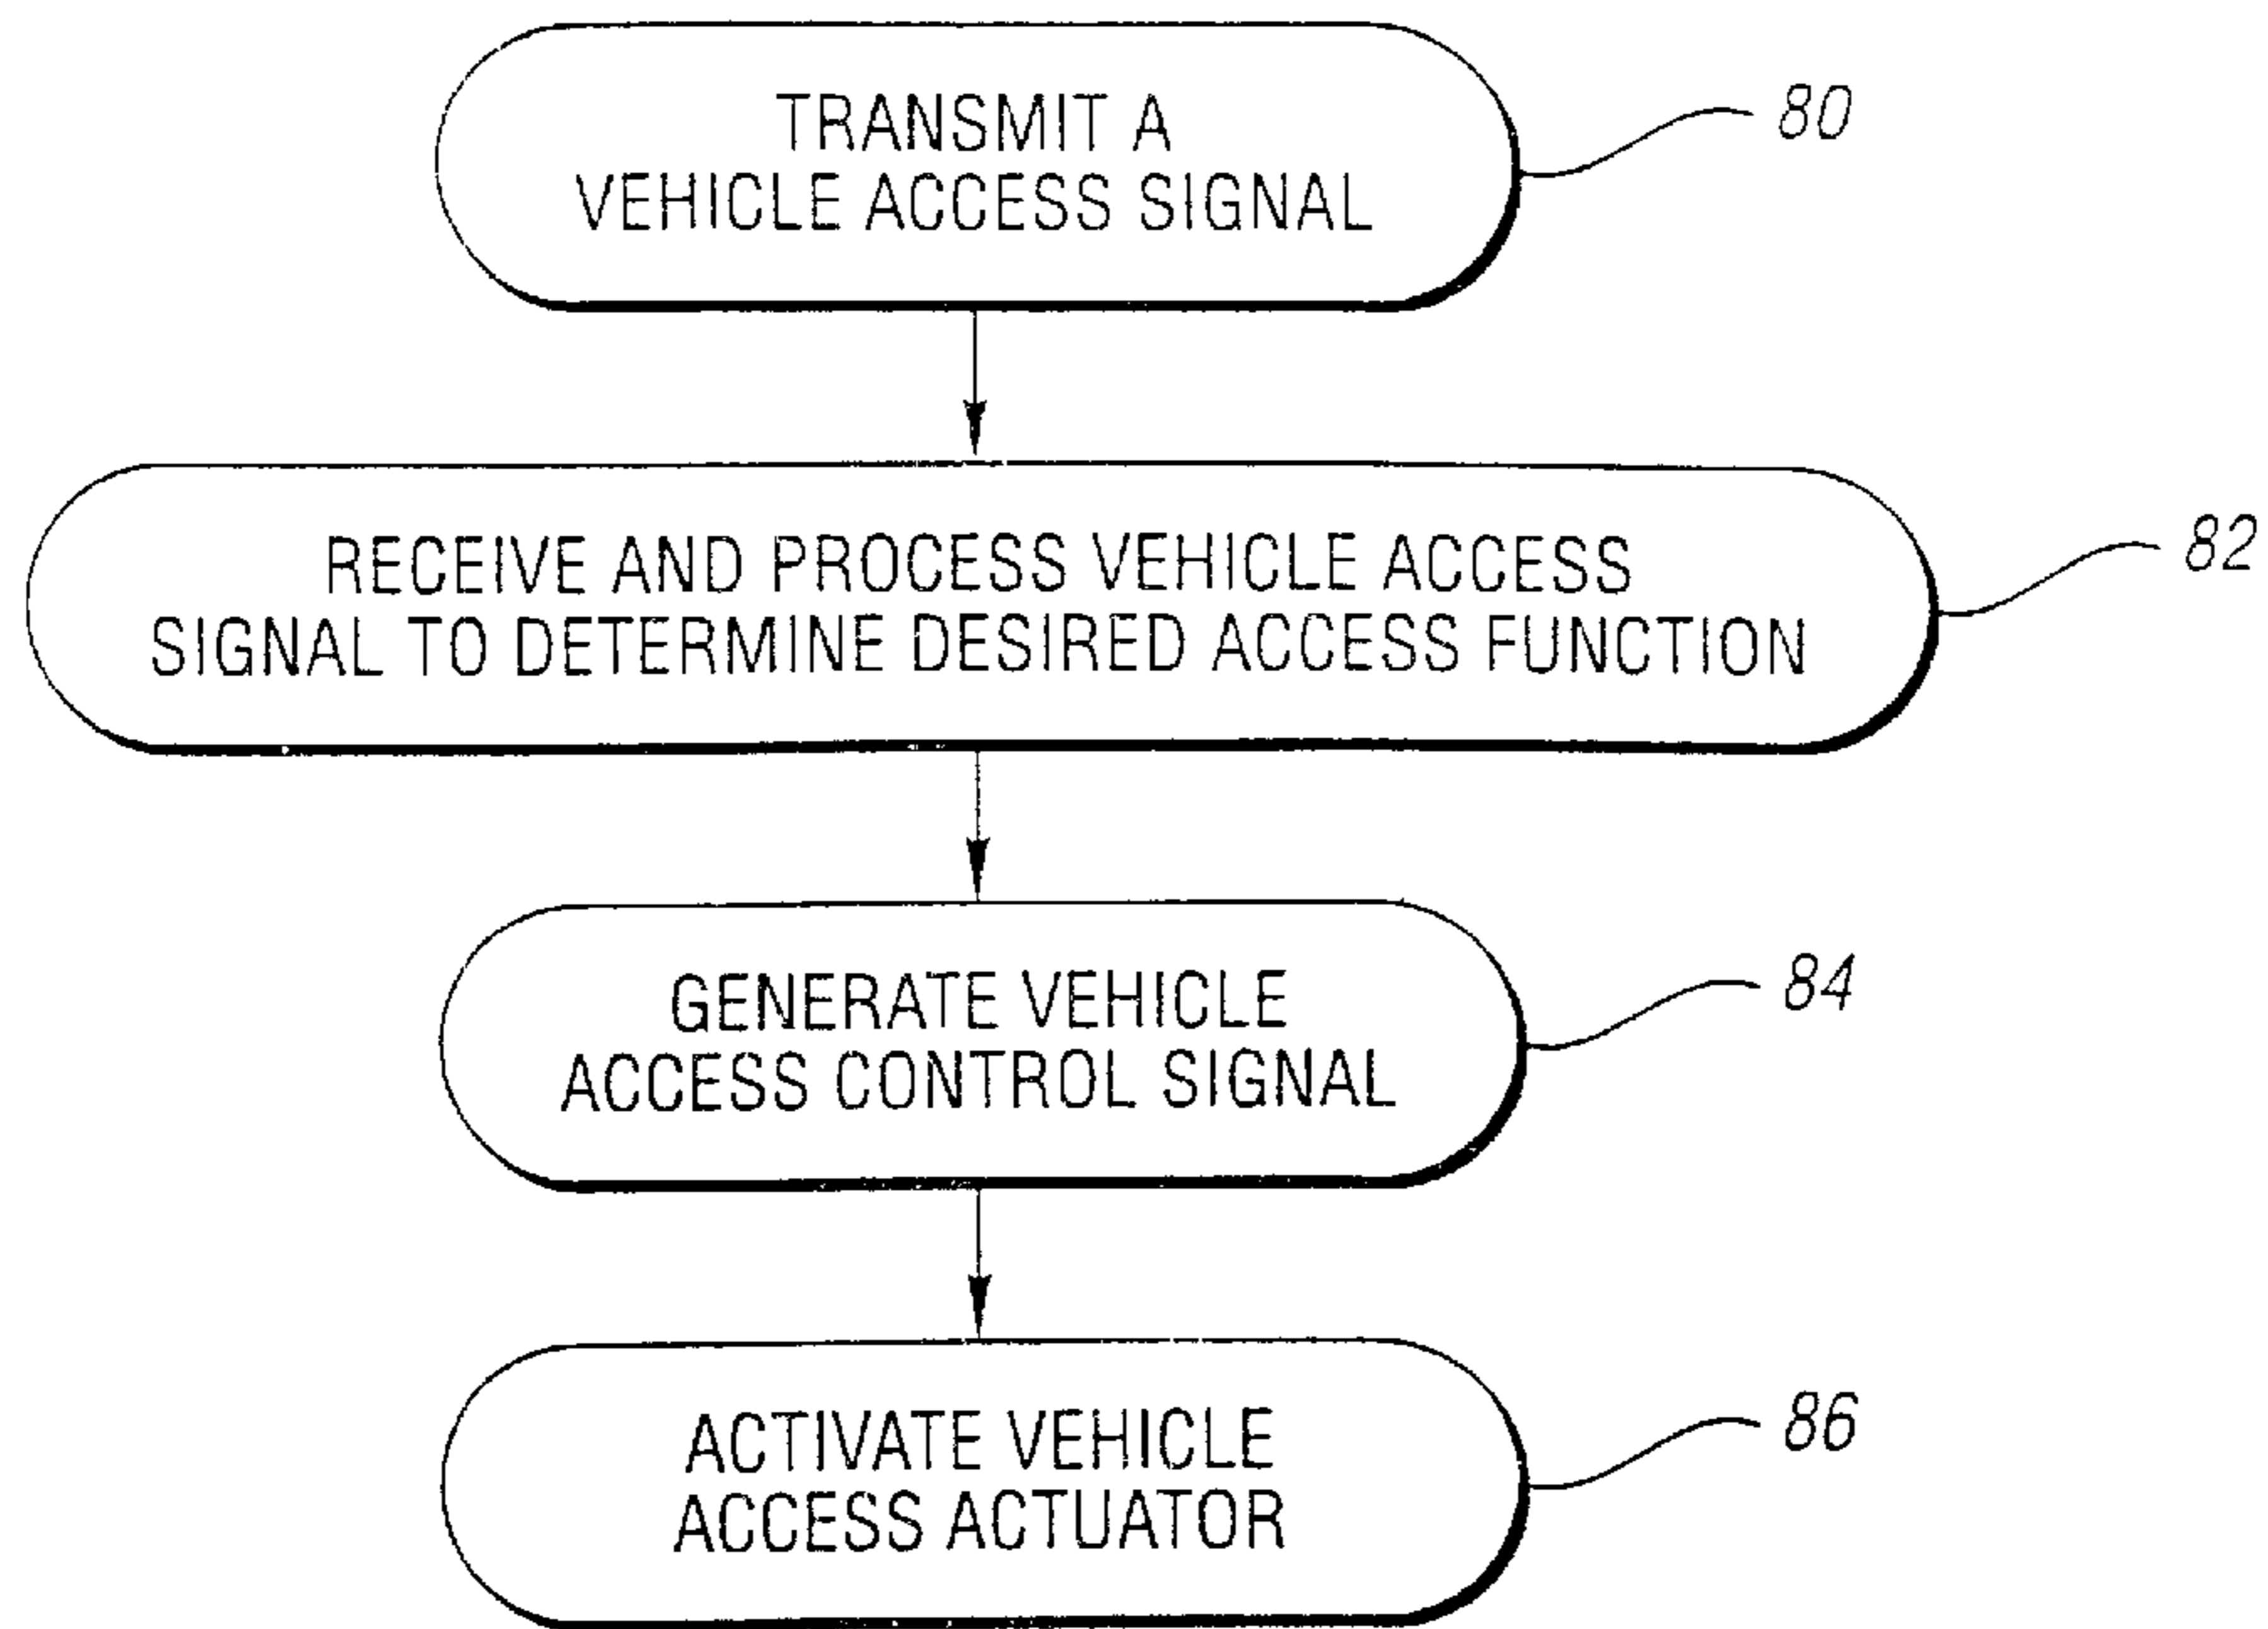 TRANSMIT A
VEHICLE ACCESS SIGNAL
80
RECEIVE AND PROCESS VEHICLE ACCESS
SIGNAL TO DETERMINE DESIRED ACCESS FUNCTION
82
GENERATE VEHICLE
ACCESS CONTROL SIGNAL
84
ACTIVATE VEHICLE
ACCESS ACTUATOR
86